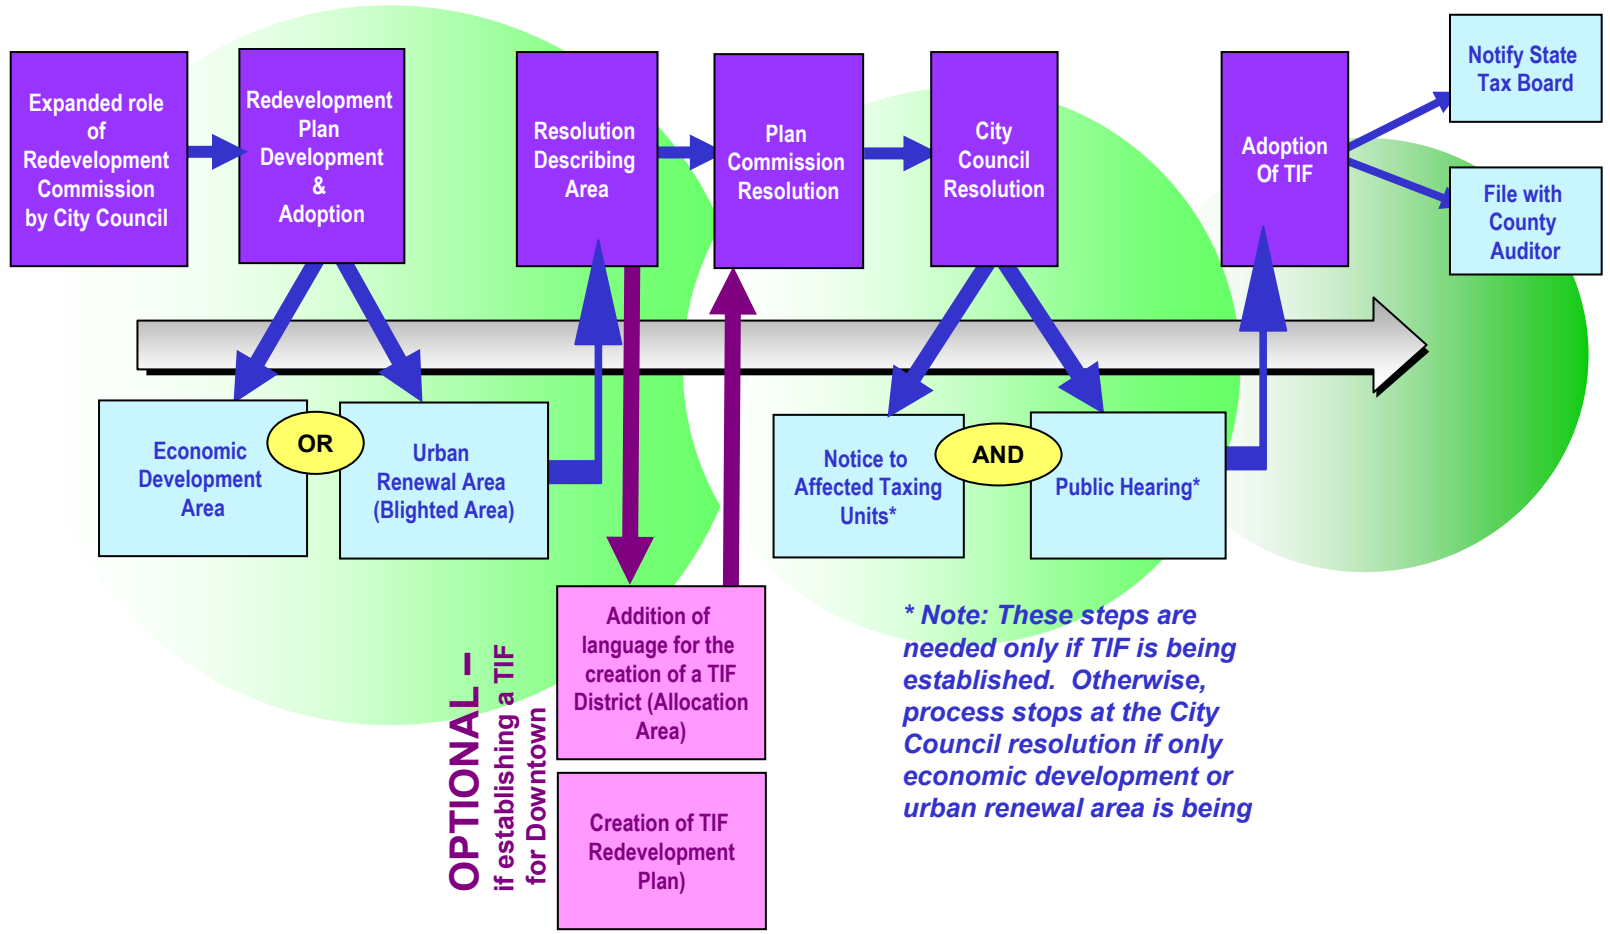 Expanded role
of
Redevelopment
Commission
by City Council
Redevelopment
Plan
Development
&
Adoption
Resolution
Describing
Area
Plan
Commission
Resolution
City
Council
Resolution
Adoption
Of TIF
Notify State
Tax Board
File with
County
Auditor
Economic
Development
Area
OR
Urban
Renewal Area
(Blighted Area)
Notice to
Affected Taxing
Units*
AND
Public Hearing*
OPTIONAL –
if establishing a TIF
for Downtown
Addition of
language for the
creation of a TIF
District (Allocation
Area)
Creation of TIF
Redevelopment
Plan)
* Note: These steps are
needed only if TIF is being
established. Otherwise,
process stops at the City
Council resolution if only
economic development or
urban renewal area is being